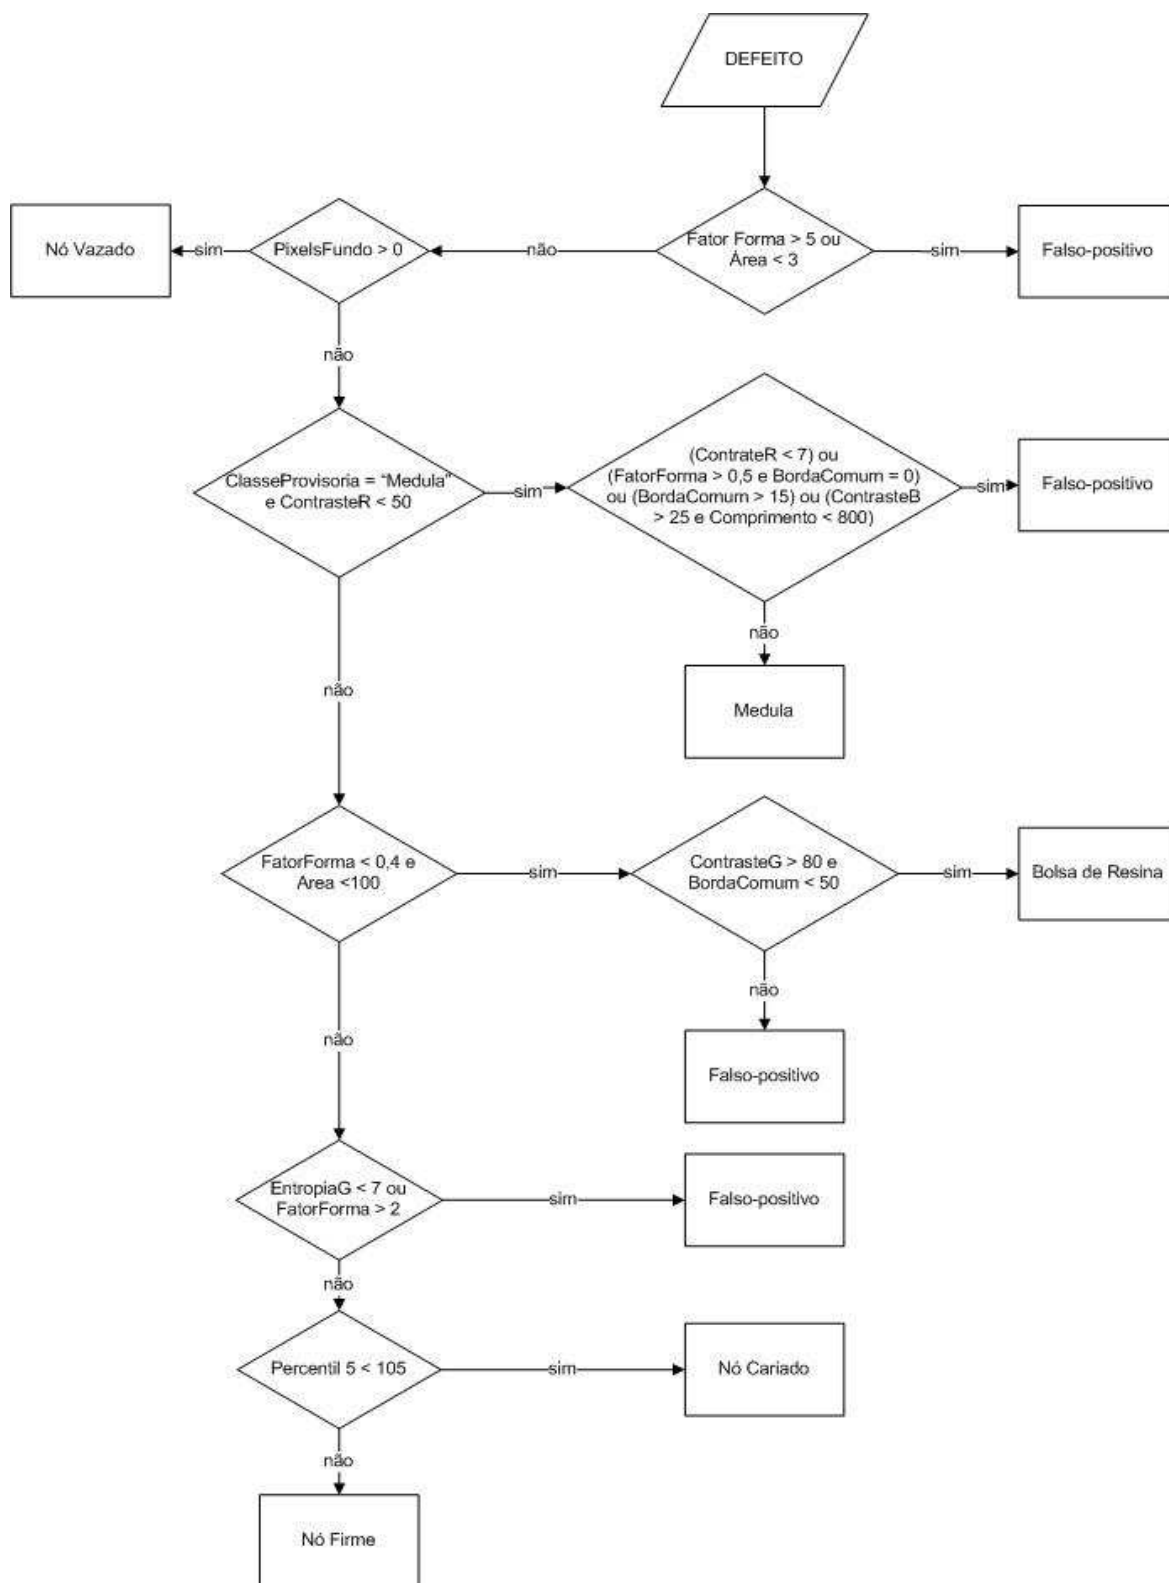 DEFEITO
Nó Vazado
sim
PixelsFundo > 0
não
Fator Forma > 5 ou
Área < 3
sim
Falso-positivo
não
ClasseProvisoria = “Medula”
e ContrasteR < 50
sim
(ContrateR < 7) ou
(FatorForma > 0,5 e BordaComum = 0)
ou (BordaComum > 15) ou (ContrasteB
> 25 e Comprimento < 800)
sim
Falso-positivo
não
Medula
não
FatorForma < 0,4 e
Area <100
sim
ContrasteG > 80 e
BordaComum < 50
sim
Bolsa de Resina
não
Falso-positivo
não
EntropiaG < 7 ou
FatorForma > 2
sim
Falso-positivo
não
Percentil 5 < 105
sim
Nó Cariado
não
Nó Firme